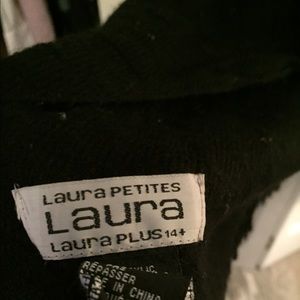 Laura PETITES
Laura
Laura PLUS 14+
REPASSER
IN CHINA